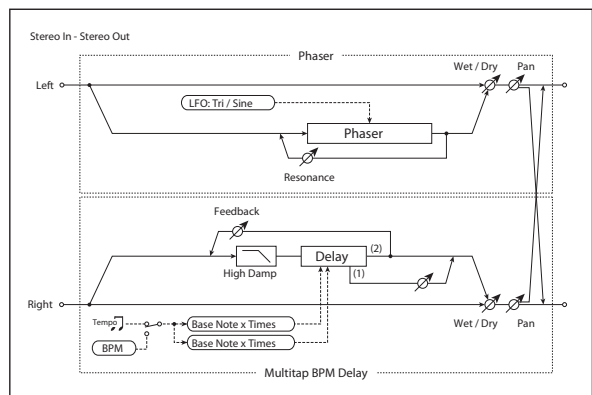 Stereo In - Stereo Out
Phaser
Wet / Dry
Pan
Left
LFO: Tri / Sine
Phaser
Resonance
Feedback
High Damp
Delay
(2)
(1)
Right
Wet / Dry
Pan
Tempo
Base Note x Times
BPM
Base Note x Times
Multitap BPM Delay